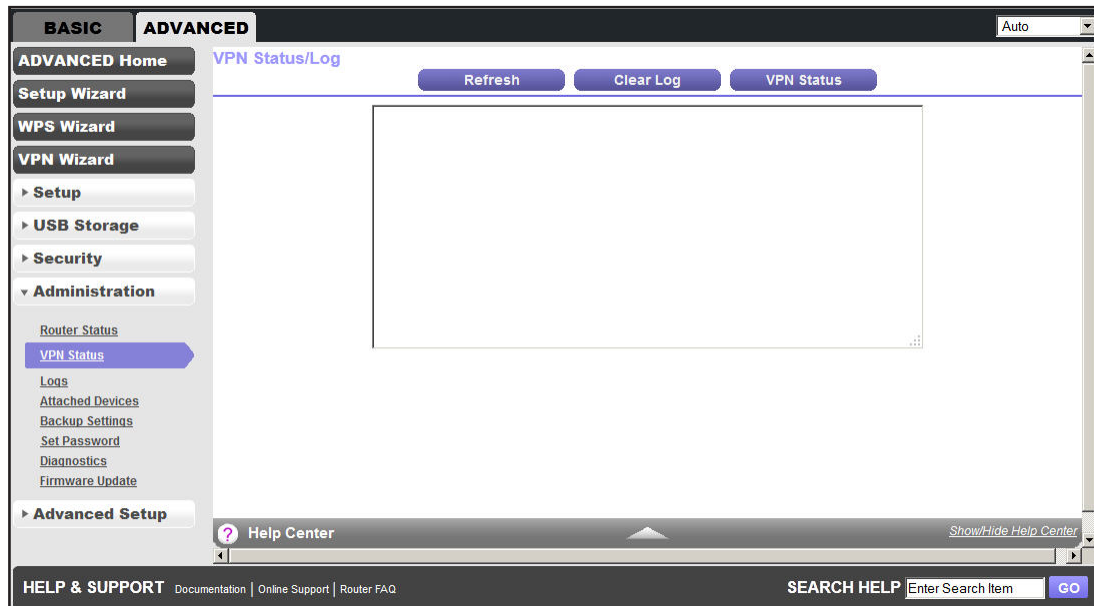 BASIC
ADVANCED
Auto
ADVANCED Home
Setup Wizard
WPS Wizard
VPN Wizard
Setup
USB Storage
Security
Administration
Router Status
VPN Status
Logs
Attached Devices
Backup Settings
Set Password
Diagnostics
Firmware Update
Advanced Setup
VPN Status/Log
Refresh
Clear Log
VPN Status
? Help Center
Show/Hide Help Center
HELP & SUPPORT Documentation | Online Support | Router FAQ
SEARCH HELP Enter Search Item GO